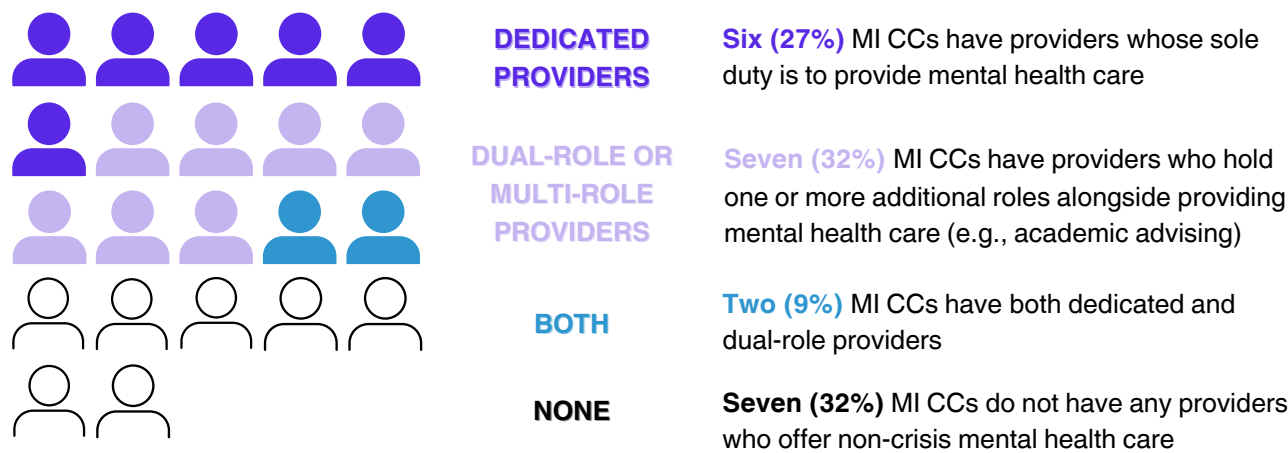 DEDICATED
PROVIDERS
Six (27%) MI CCs have providers whose sole
duty is to provide mental health care
DUAL-ROLE OR
MULTI-ROLE
PROVIDERS
Seven (32%) MI CCs have providers who hold
one or more additional roles alongside providing
mental health care (e.g., academic advising)
BOTH
Two (9%) MI CCs have both dedicated and
dual-role providers
NONE
Seven (32%) MI CCs do not have any providers
who offer non-crisis mental health care